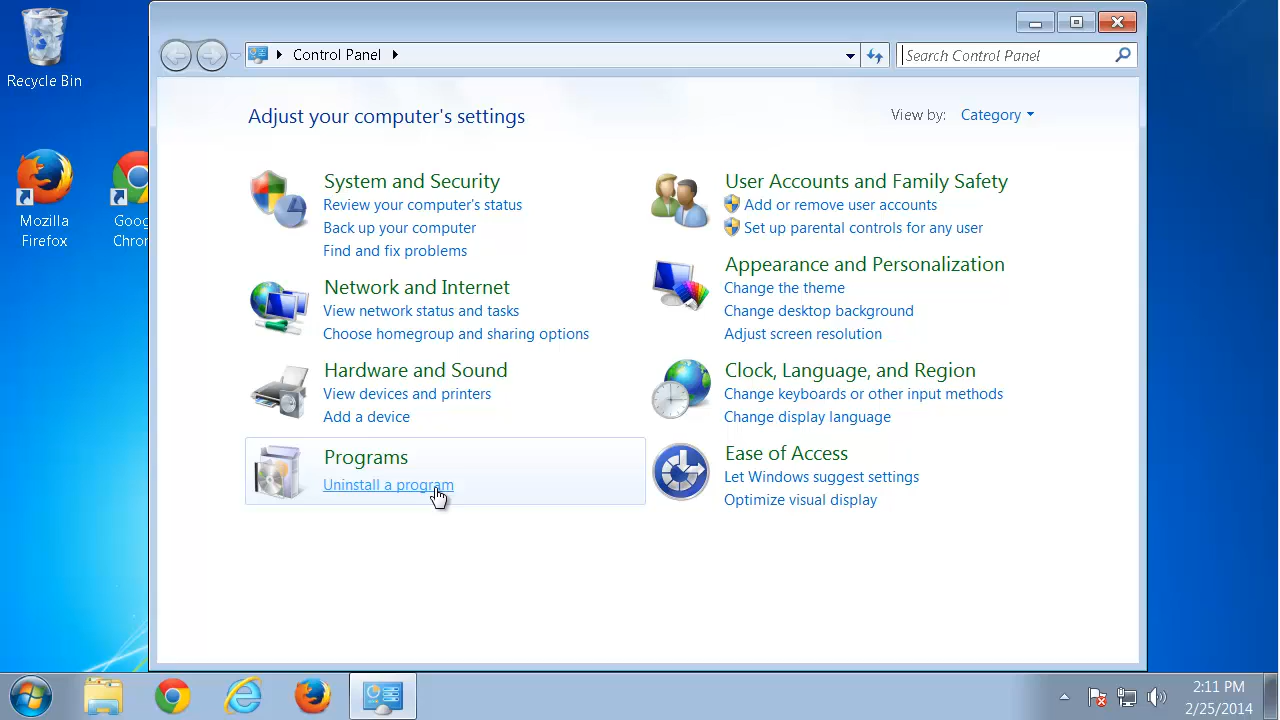 Recycle Bin
Mozilla
Firefox
Goog
Chron
Control Panel
Search Control Panel
Adjust your computer's settings
View by: Category
System and Security
Review your computer's status
Back up your computer
Find and fix problems
Network and Internet
View network status and tasks
Choose homegroup and sharing options
Hardware and Sound
View devices and printers
Add a device
Programs
Uninstall a program
User Accounts and Family Safety
Add or remove user accounts
Set up parental controls for any user
Appearance and Personalization
Change the theme
Change desktop background
Adjust screen resolution
Clock, Language, and Region
Change keyboards or other input methods
Change display language
Ease of Access
Let Windows suggest settings
Optimize visual display
2:11 PM
2/25/2014